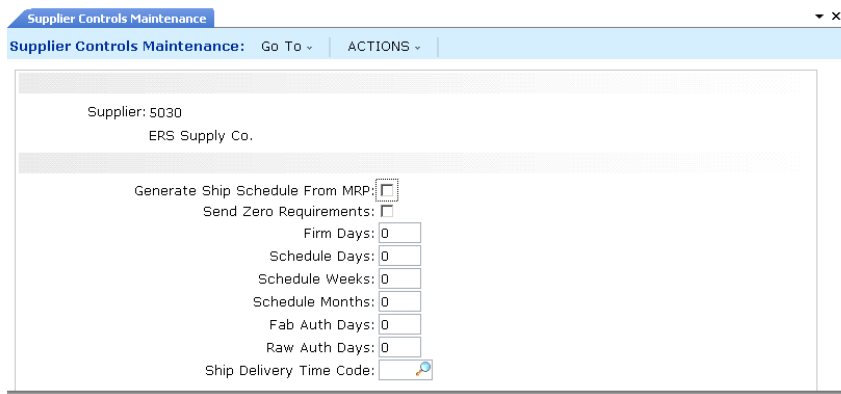 Supplier Controls Maintenance
Supplier Controls Maintenance: Go To ACTIONS
Supplier: 5030
ERS Supply Co.
Generate Ship Schedule From MRP:
Send Zero Requirements:
Firm Days: 0
Schedule Days: 0
Schedule Weeks: 0
Schedule Months: 0
Fab Auth Days: 0
Raw Auth Days: 0
Ship Delivery Time Code: